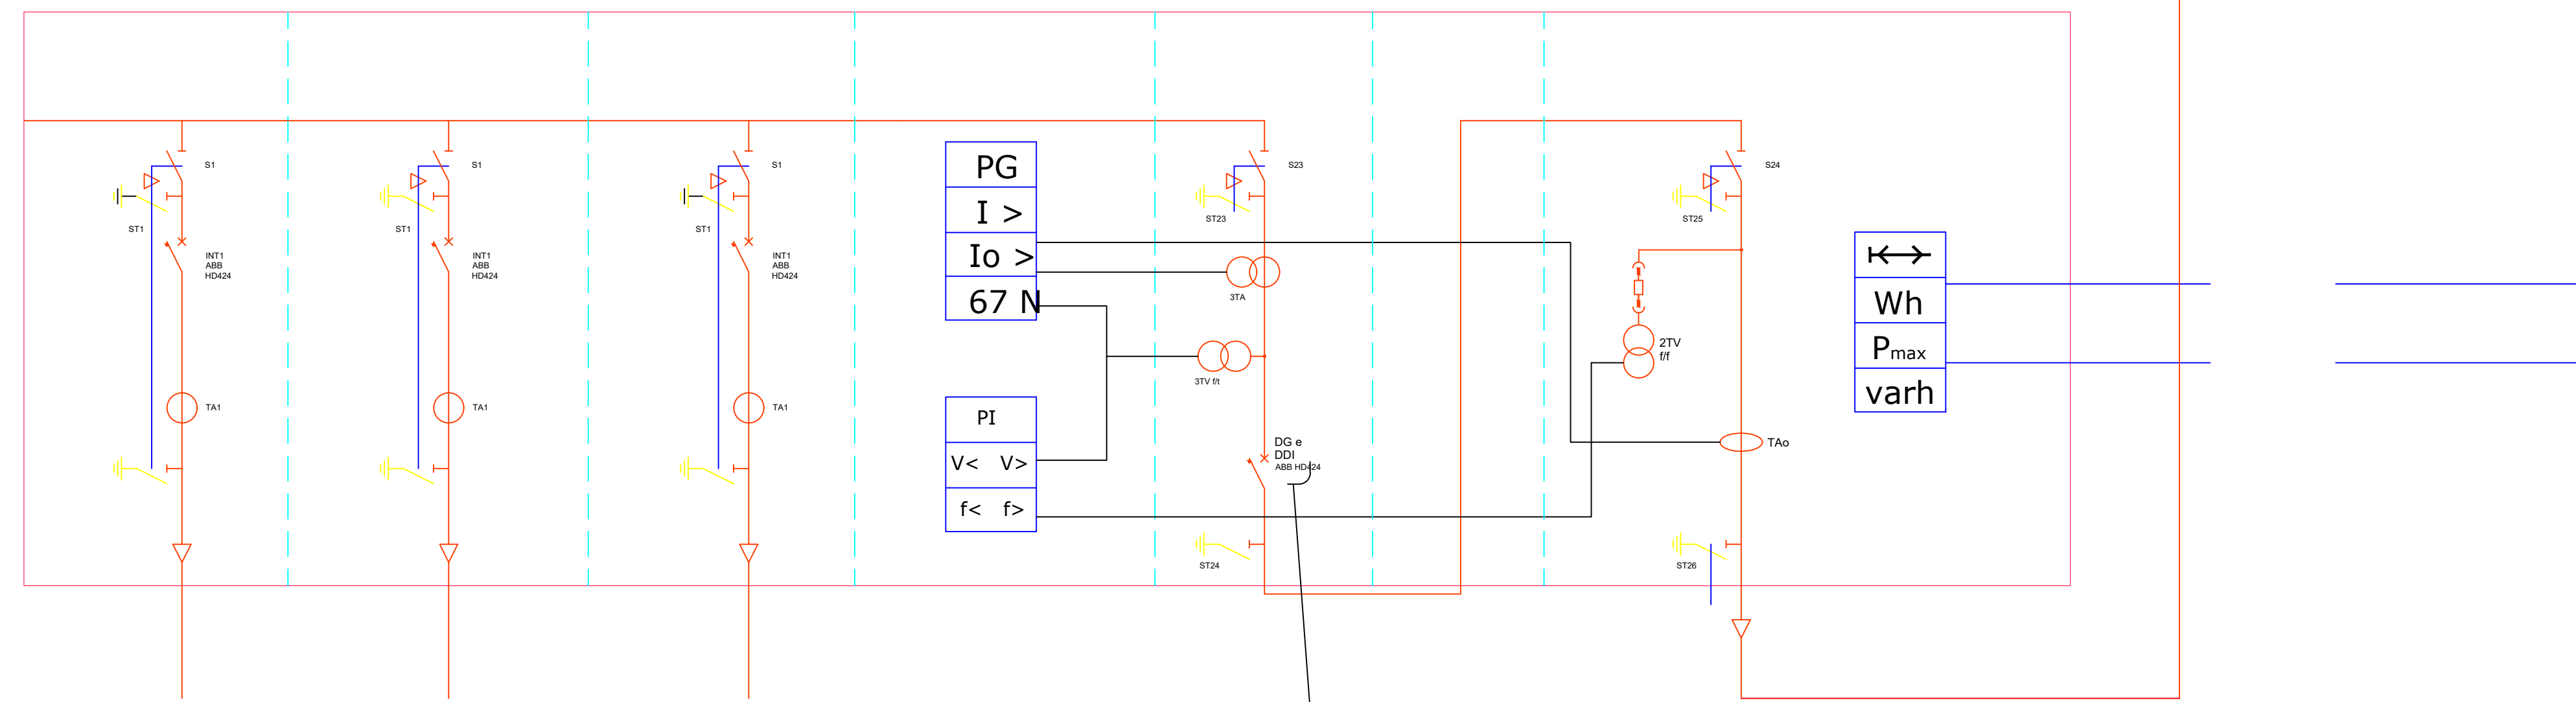 S1
ST1
INT1
ABB
HD424
TA1
S1
ST1
INT1
ABB
HD424
TA1
S1
ST1
INT1
ABB
HD424
TA1
PG
I >
Io >
67 N
PI
V< V>
f< f>
S23
ST23
3TA
3TV f/t
DG e
DDI
ABB HD424
ST24
S24
ST25
2TV
f/f
TAo
ST26
Wh
Pmax
varh